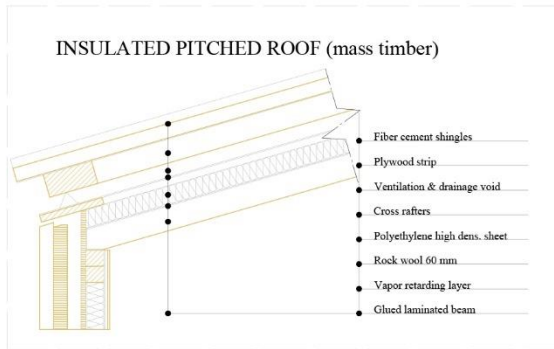 INSULATED PITCHED ROOF (mass timber)
Fiber cement shingles
Plywood strip
Ventilation & drainage void
Cross rafters
Polyethylene high dens. sheet
Rock wool 60 mm
Vapor retarding layer
Glued laminated beam